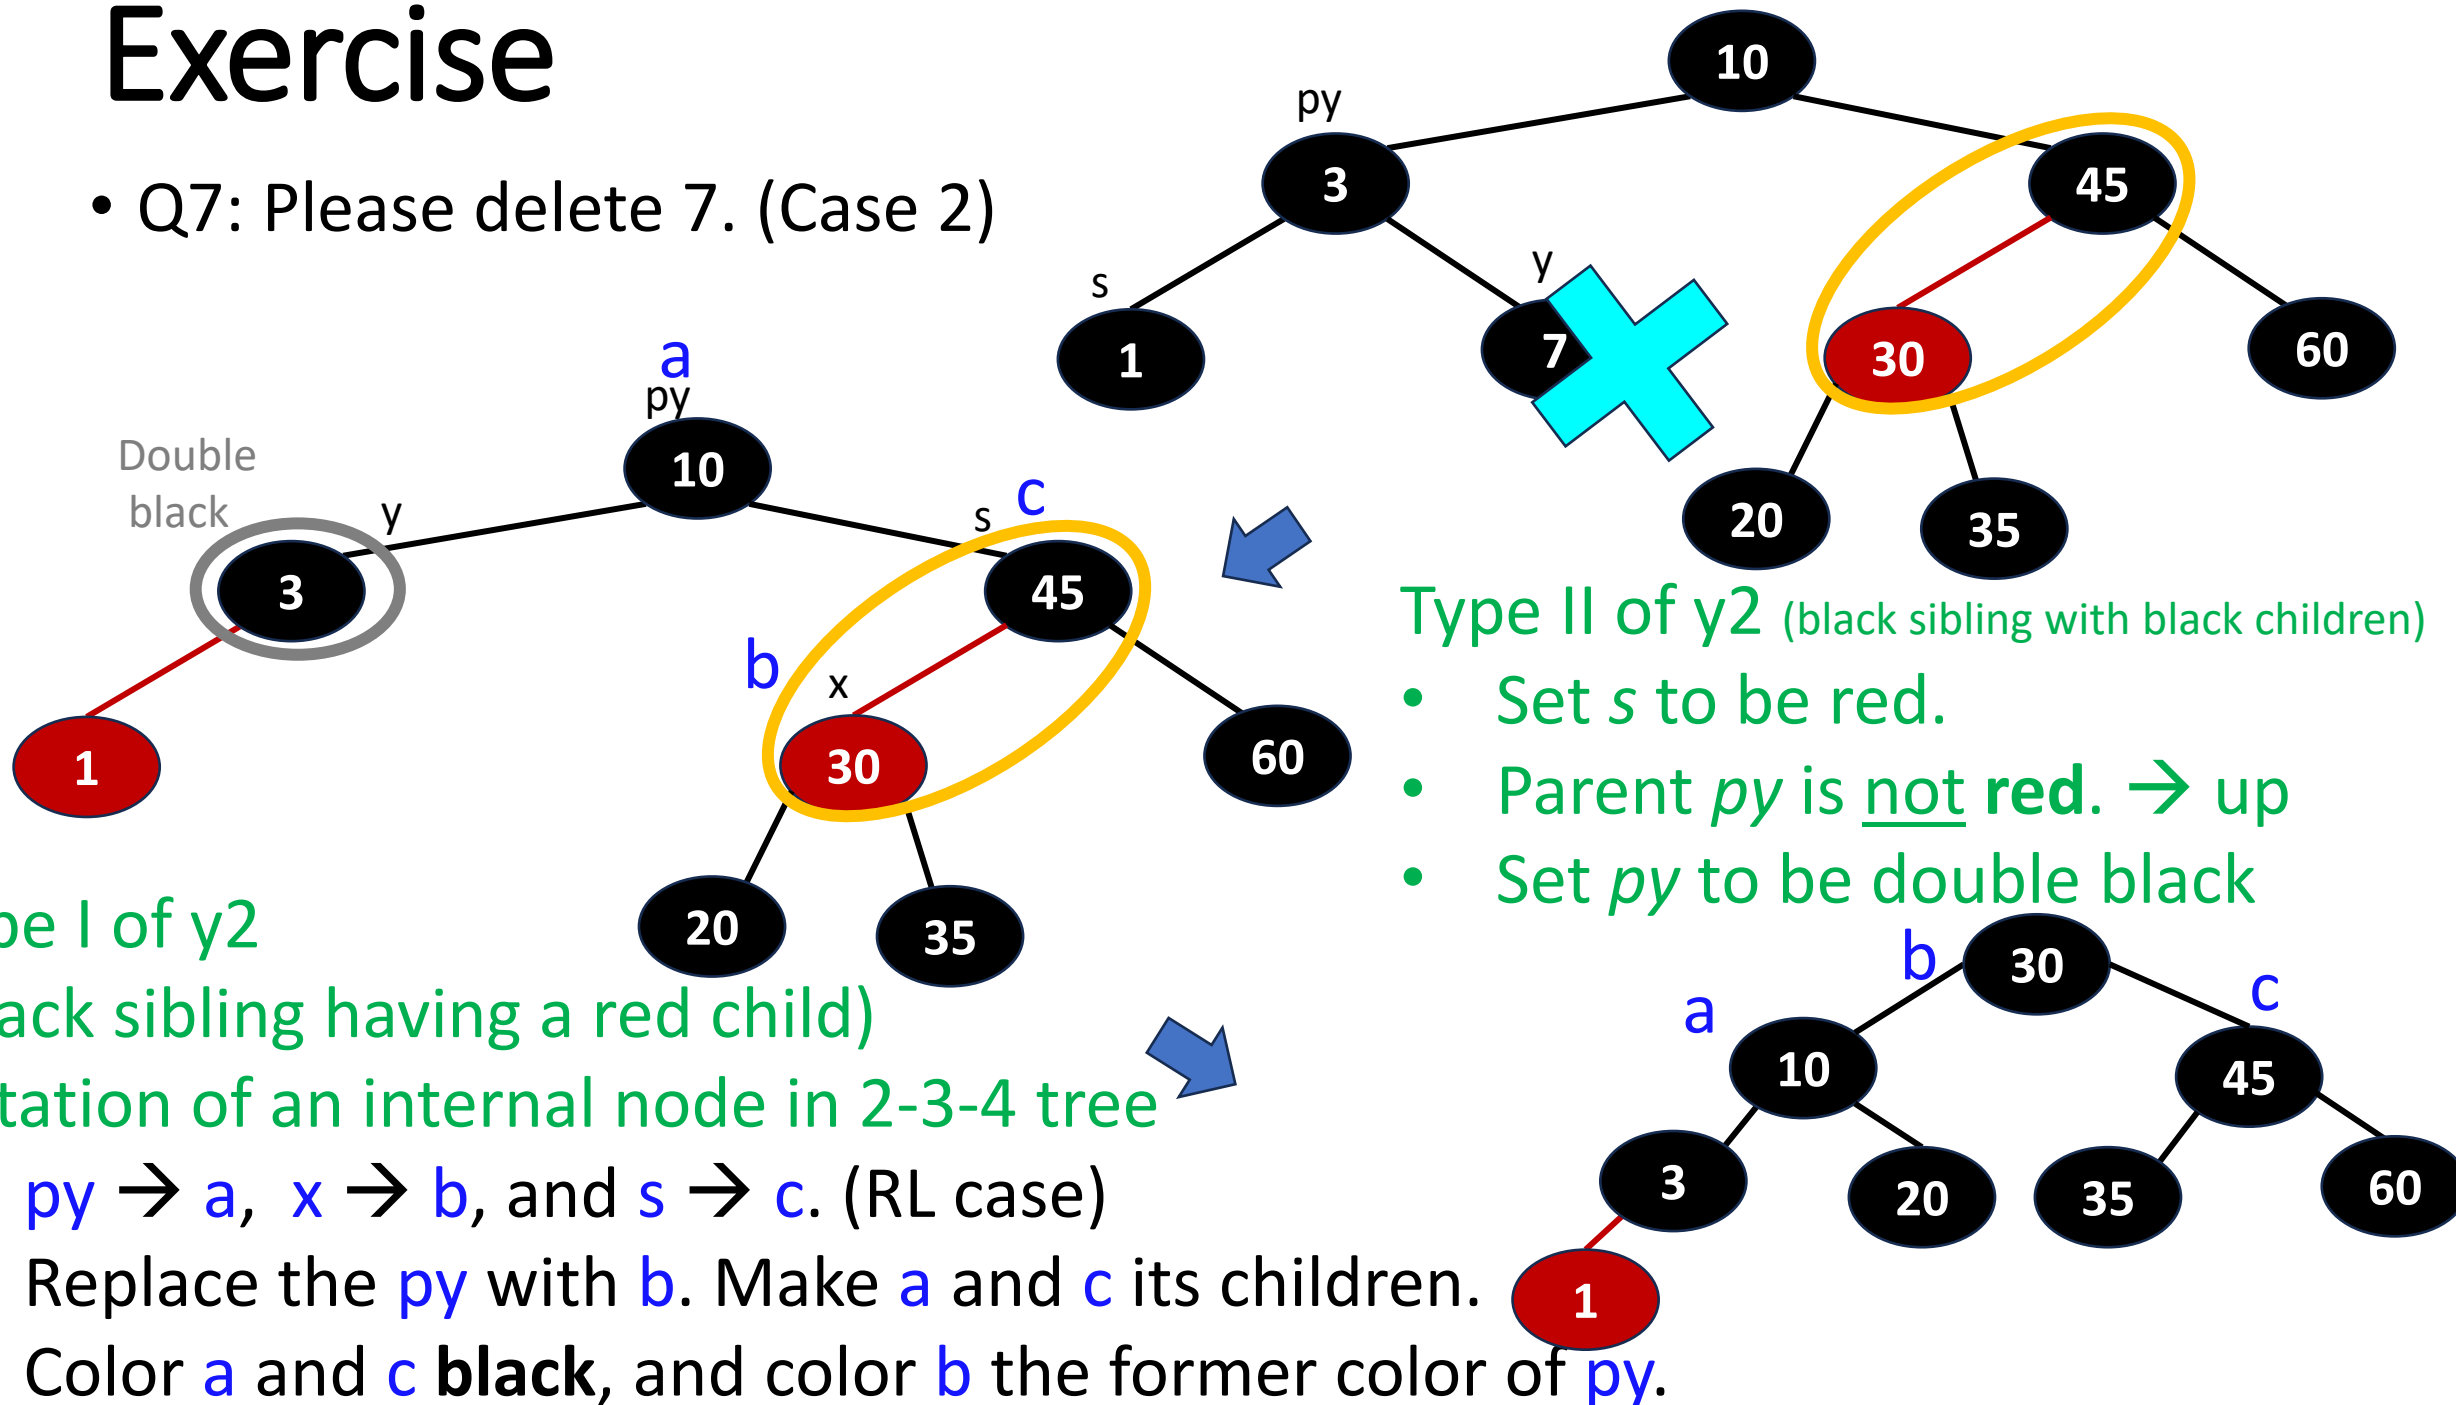 Exercise
• Q7: Please delete 7. (Case 2)
10
py
3
45
s
1
y
7
30
60
20
35
a
py
10
Double
black
y
3
s
c
45
b
x
1
30
60
20
35
Type II of y2 (black sibling with black children)
• Set s to be red.
• Parent py is not red. → up
• Set py to be double black
pe I of y2
ack sibling having a red child)
tation of an internal node in 2-3-4 tree
py → a, x → b, and s → c. (RL case)
Replace the py with b. Make a and c its children.
Color a and c black, and color b the former color of py.
b
30
a
c
10
45
3
20
35
60
1